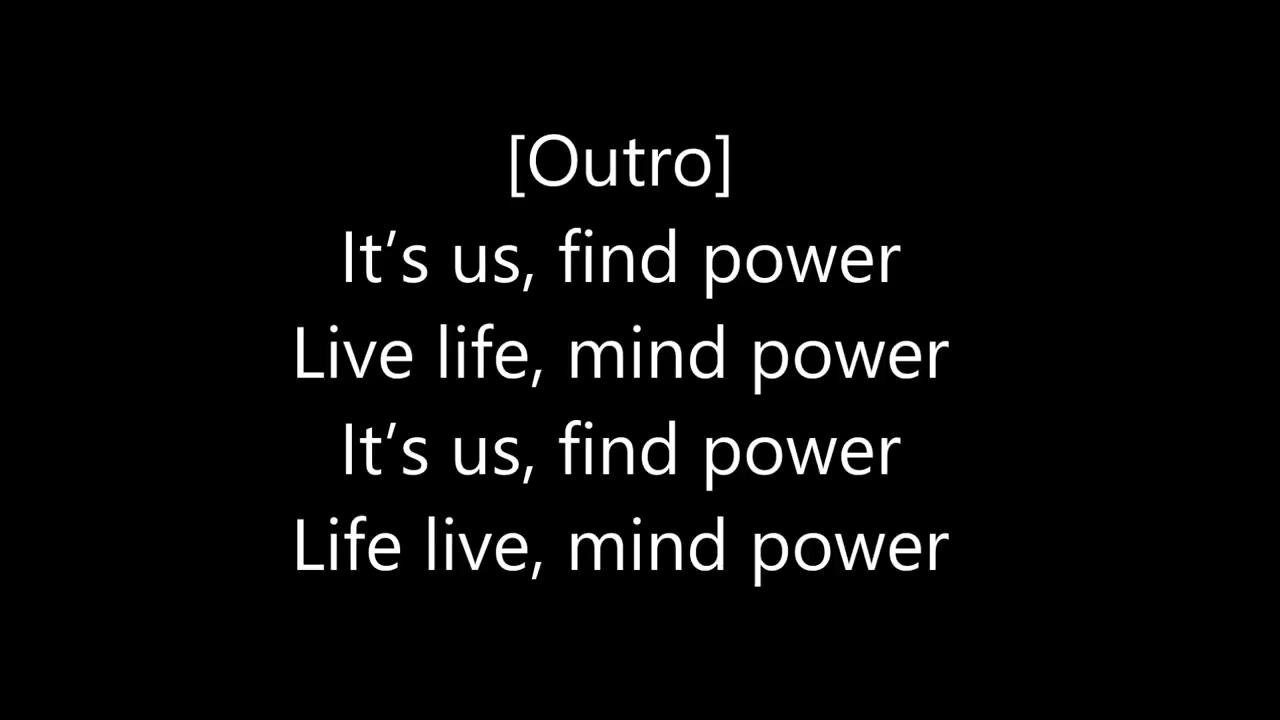 [Outro]
It’s us, find power
Live life, mind power
It’s us, find power
Life live, mind power